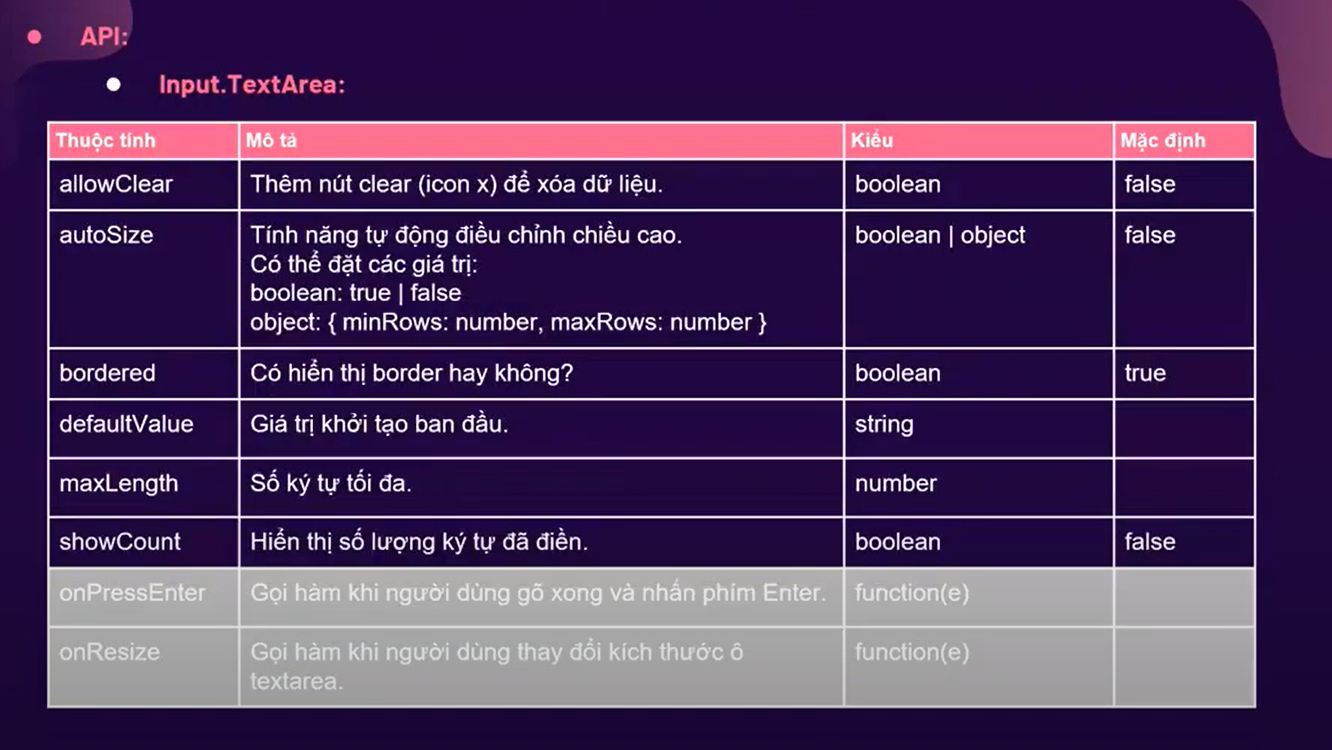 API:
Input.TextArea:
Thuộc tính Mô tả Kiểu Mặc định
allowClear Thêm nút clear (icon x) để xóa dữ liệu. boolean false
autoSize Tính năng tự động điều chỉnh chiều cao. boolean | object false
Có thể đặt các giá trị:
boolean: true | false
object: { minRows: number, maxRows: number }
bordered Có hiển thị border hay không? boolean true
defaultValue Giá trị khởi tạo ban đầu. string
maxLength Số ký tự tối đa. number
showCount Hiển thị số lượng ký tự đã điền. boolean false
onPressEnter Gọi hàm khi người dùng gõ xong và nhấn phím Enter. function(e)
onResize Gọi hàm khi người dùng thay đổi kích thước ô function(e)
textarea.